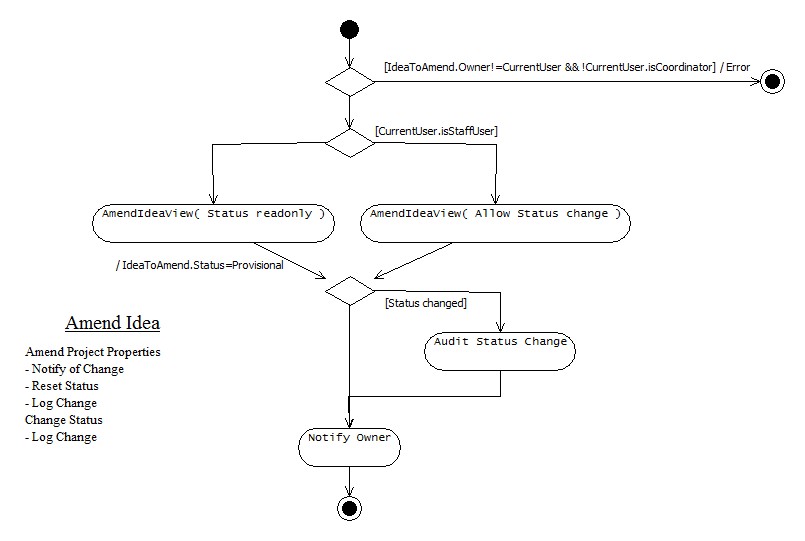 [IdeaToAmend.Owner!=CurrentUser && !CurrentUser.isCoordinator] / Error
[CurrentUser.isStaffUser]
AmendIdeaView( Status readonly )
AmendIdeaView( Allow Status change )
/ IdeaToAmend.Status=Provisional
[Status changed]
Audit Status Change
Amend Idea
Amend Project Properties
- Notify of Change
- Reset Status
- Log Change
Change Status
- Log Change
Notify Owner